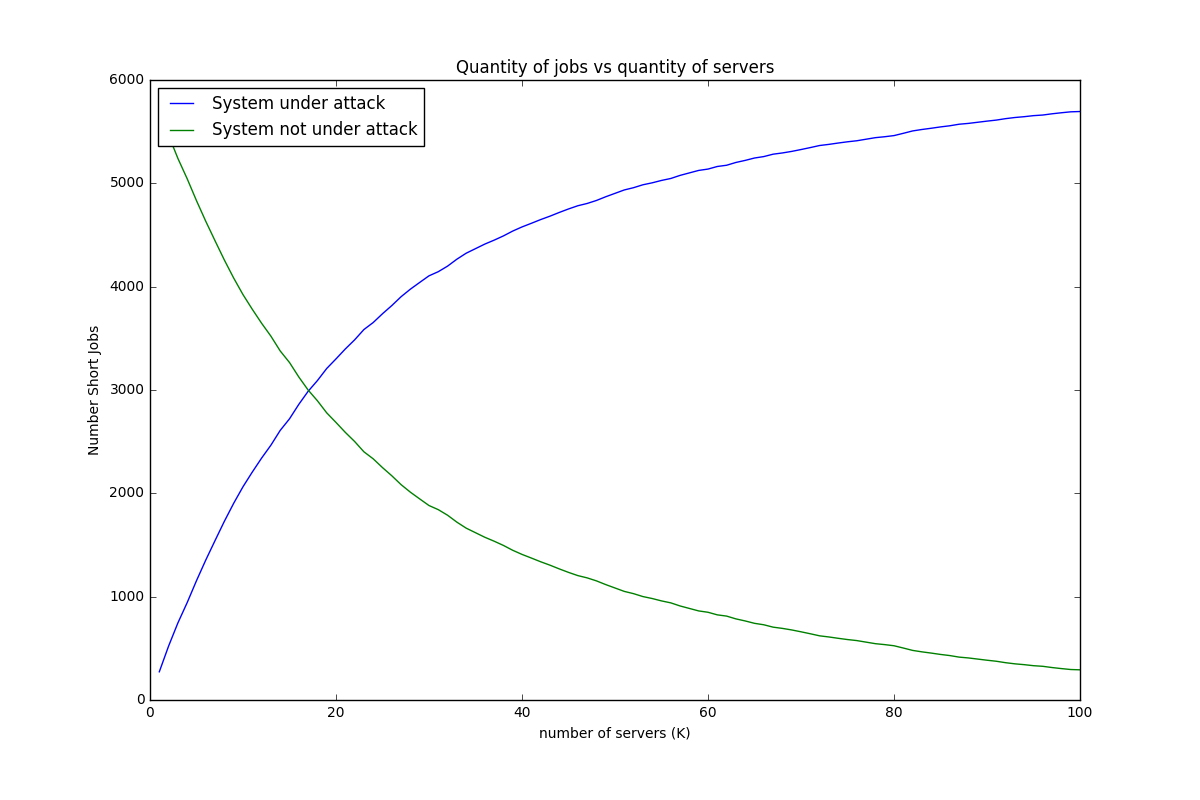 Quantity of jobs vs quantity of servers
System under attack
System not under attack
6000
5000
4000
3000
2000
1000
0
Number Short Jobs
0 20 40 60 80 100
number of servers (K)